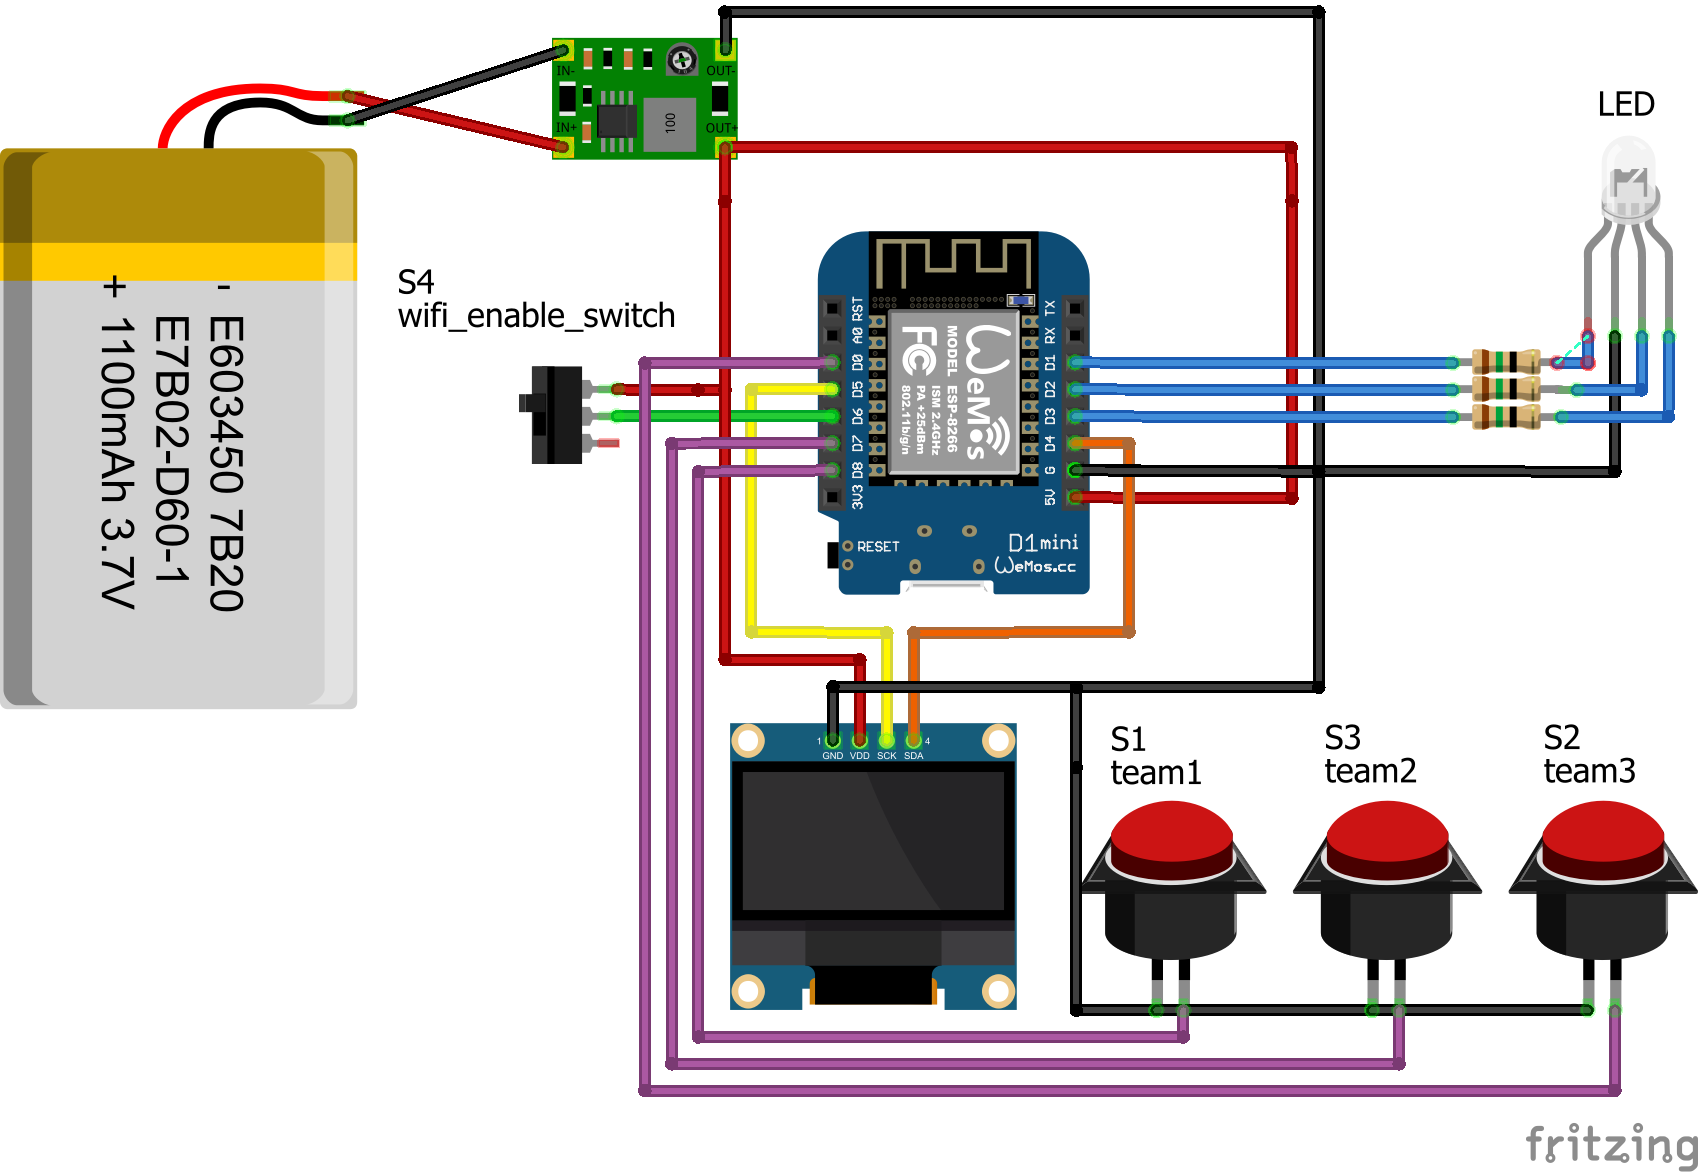 IN-
OUT-
IN+
OUT+
100
LED
S4
wifi_enable_switch
- E603450 7B20
E7B02-D60-1
+ 1100mAh 3.7V
RST
A0
D0
D5
D6
D7
D8
3V3
TX
RX
D1
D2
D3
D4
G
5V
WeMos
MODEL ESP-8266
ISM 2.4GHz
PA +25dBm
802.11b/g/n
FC
RESET
D1mini
WeMos.cc
1
4
GND VDD SCK SDA
S1
team1
S3
team2
S2
team3
fritzing